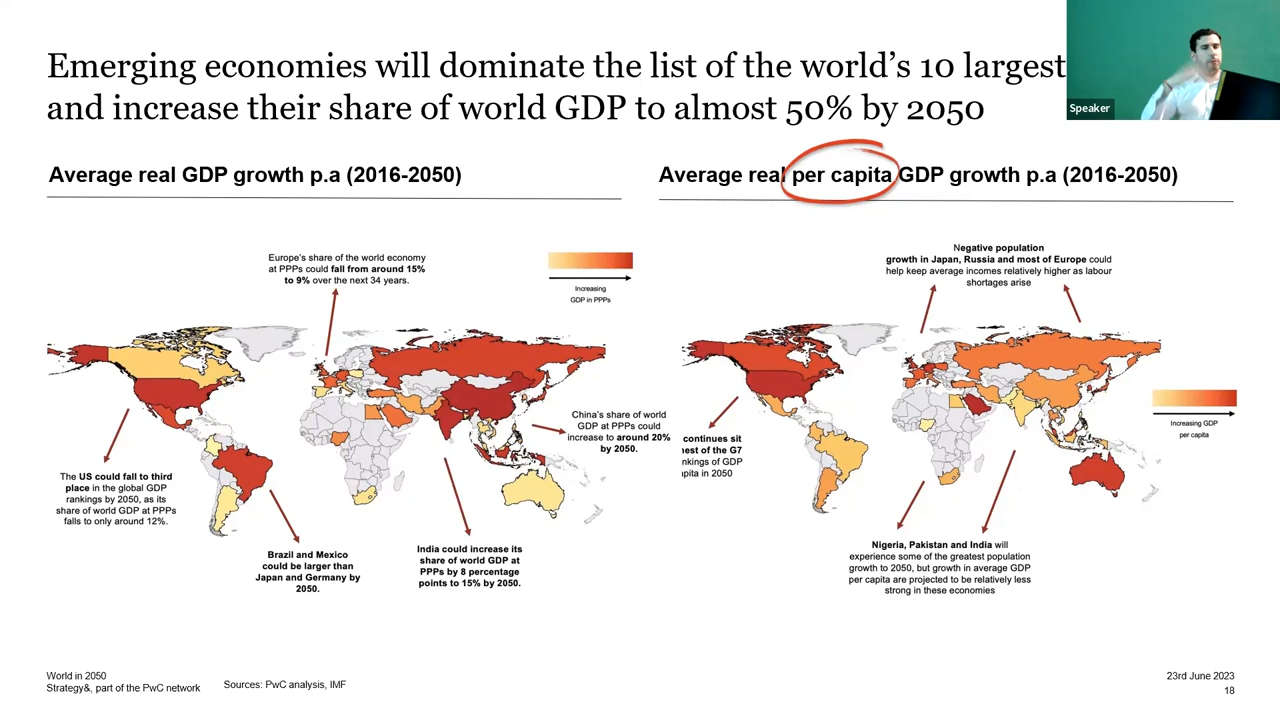 Emerging economies will dominate the list of the world's 10 largest
and increase their share of world GDP to almost 50% by 2050
Speaker
Average real GDP growth p.a (2016-2050)
Europe's share of the world economy
at PPPs could fall from around 15%
to 9% over the next 34 years.
Increasing
GDP in PPPs
China's share of world
GDP at PPPs could
increase to around 20%
by 2050.
The US could fall to third
place in the global GDP
rankings by 2050, as its
share of world GDP at PPPs
falls to only around 12%.
Brazil and Mexico
could be larger than
Japan and Germany by
2050.
India could increase its
share of world GDP at
PPPs by 8 percentage
points to 15% by 2050.
Average real per capita GDP growth p.a (2016-2050)
Negative population
growth in Japan, Russia and most of Europe could
help keep average incomes relatively higher as labour
shortages arise
Increasing GDP
per capita
continues sit
of the G7
of GDP
in 2050
Nigeria, Pakistan and India will
experience some of the greatest population
growth to 2050, but growth in average GDP
per capita are projected to be relatively less
strong in these economies
World in 2050
Strategy&, part of the PwC network
Sources: PwC analysis, IMF
23rd June 2023
18